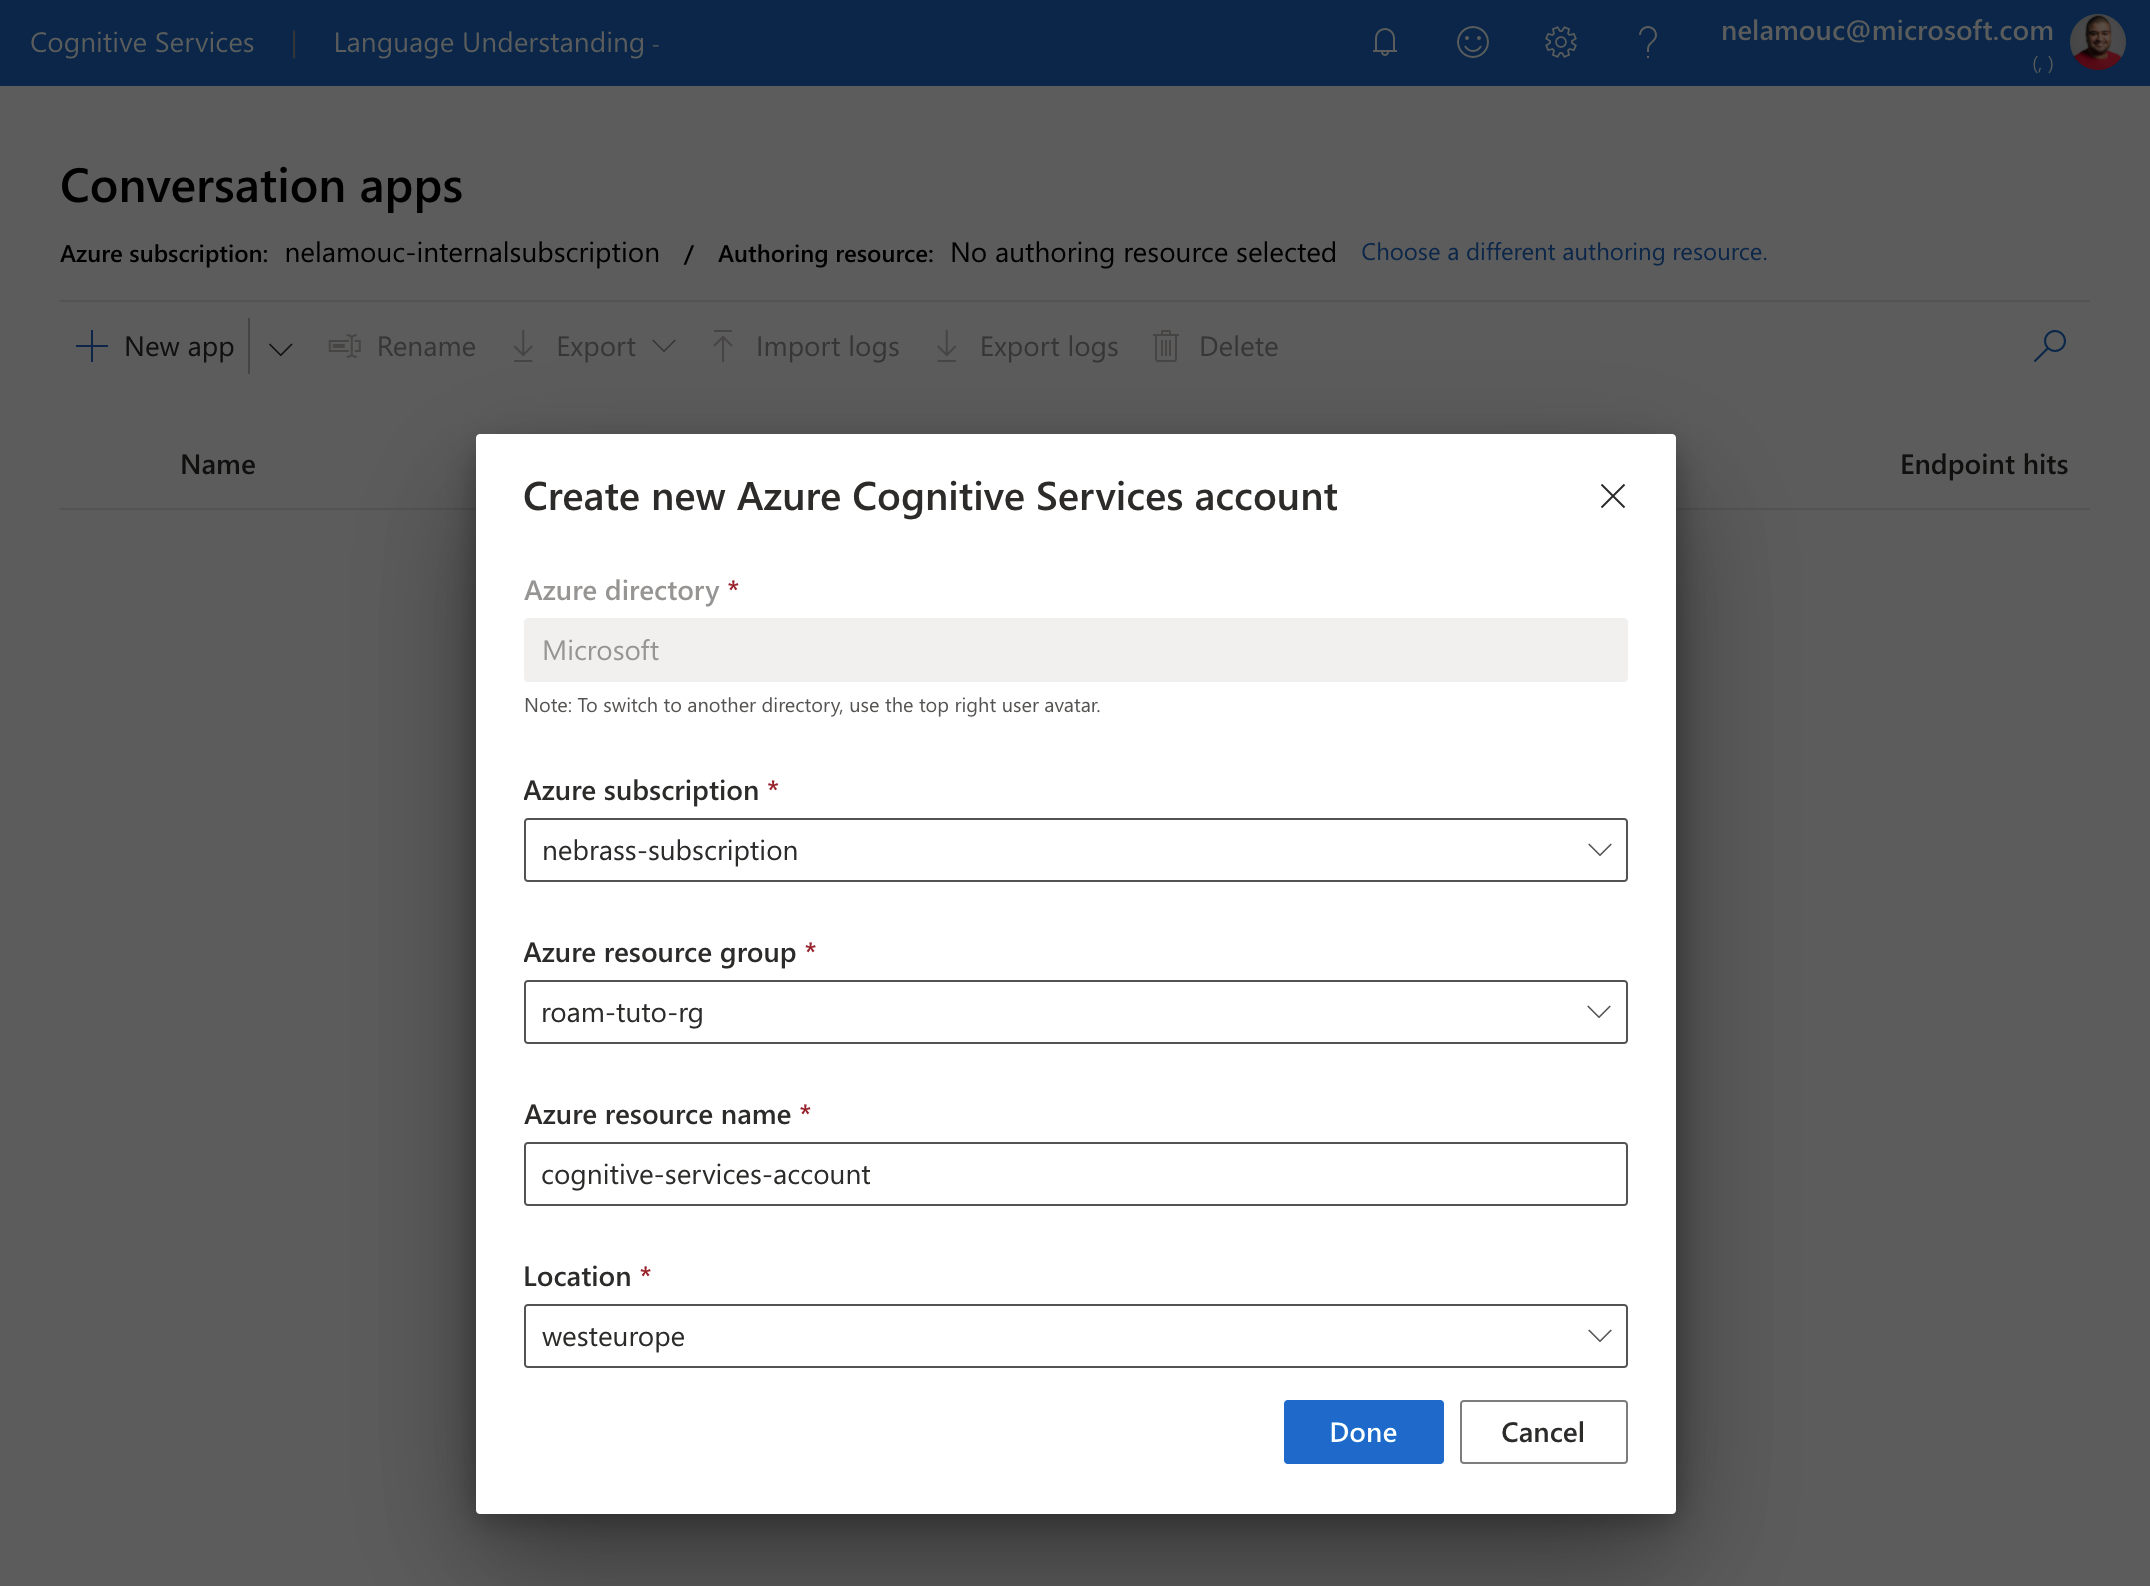 Cognitive Services | Language Understanding -
nelamouc@microsoft.com
(, )
Conversation apps
Azure subscription: nelamouc-internalsubscription / Authoring resource: No authoring resource selected Choose a different authoring resource.
New app Rename Export Import logs Export logs Delete
Name Endpoint hits
Create new Azure Cognitive Services account
Azure directory *
Microsoft
Note: To switch to another directory, use the top right user avatar.
Azure subscription *
nebrass-subscription
Azure resource group *
roam-tuto-rg
Azure resource name *
cognitive-services-account
Location *
westeurope
Done Cancel